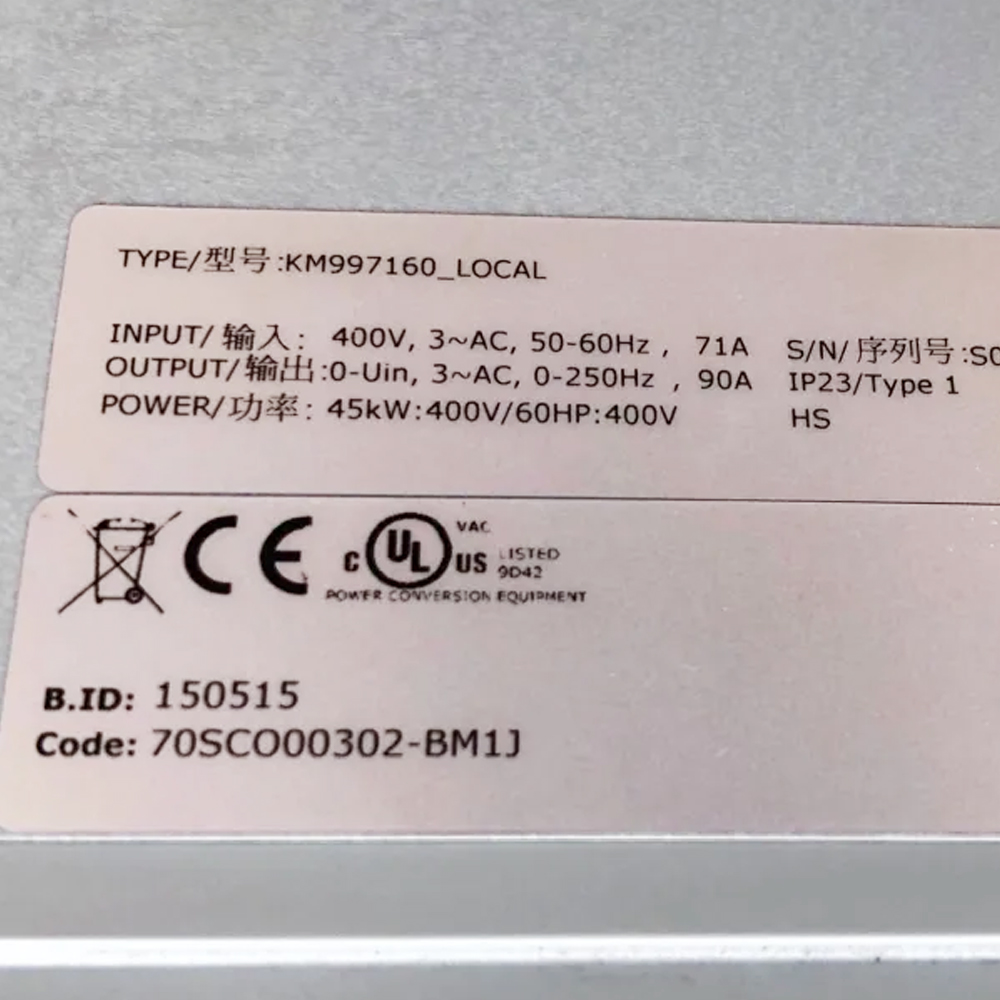 TYPE/型号:KM997160_LOCAL
INPUT/输入: 400V, 3~AC, 50-60Hz , 71A S/N/序列号:S0
OUTPUT/输出:0-Uin, 3~AC, 0-250Hz , 90A IP23/Type 1
POWER/功率: 45kW:400V/60HP:400V HS
CE
C UL US VAC
LISTED
9D42
POWER CONVERSION EQUIPMENT
B.ID: 150515
Code: 70SCO00302-BM1J